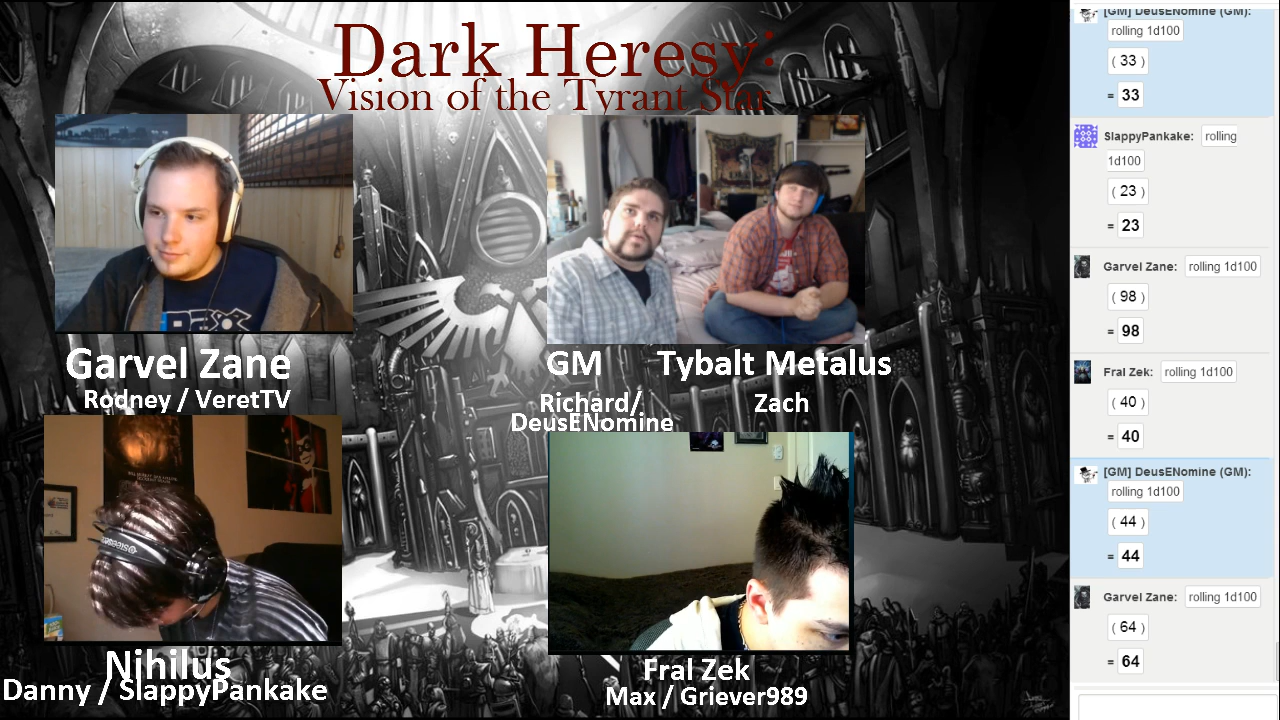 Dark Heresy:
Vision of the Tyrant Star
Garvel Zane
Rodney / VeretTV
GM
Tybalt Metalus
Richard/
DeusENomine
Zach
Nihilus
Danny / SlappyPankake
Fral Zek
Max / Griever989
[GM] DeusENomine (GM):
rolling 1d100
( 33 )
= 33
SlappyPankake: rolling
1d100
( 23 )
= 23
Garvel Zane: rolling 1d100
( 98 )
= 98
Fral Zek: rolling 1d100
( 40 )
= 40
[GM] DeusENomine (GM):
rolling 1d100
( 44 )
= 44
Garvel Zane: rolling 1d100
( 64 )
= 64